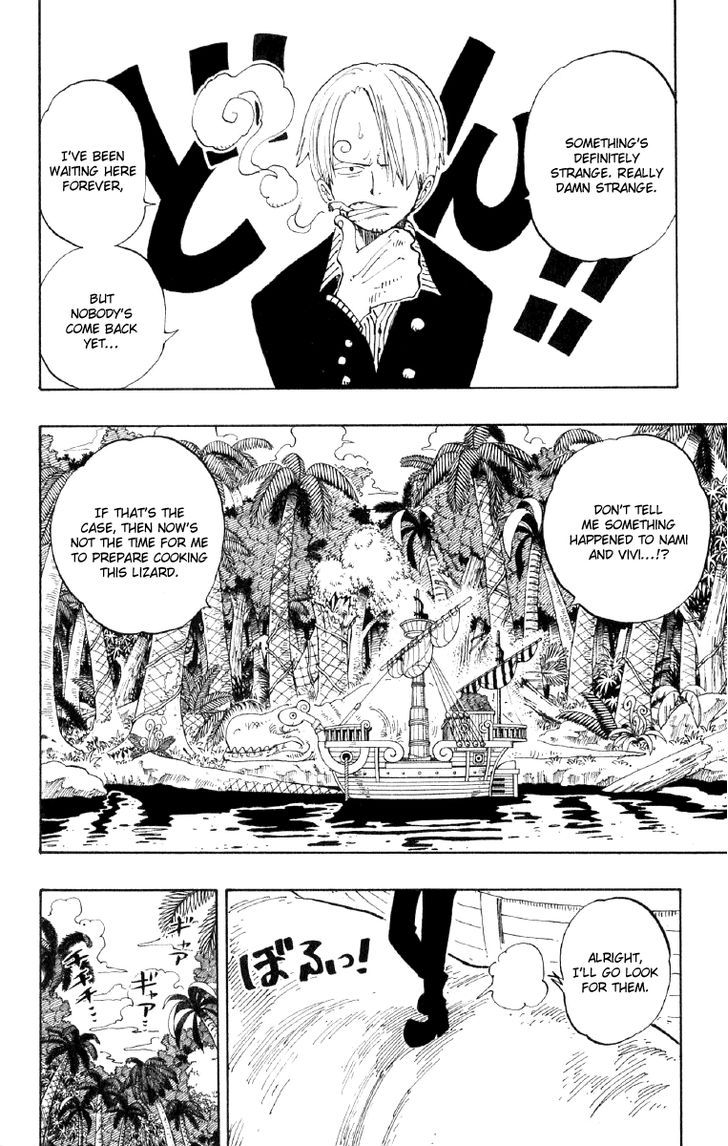 SOMETHING'S
DEFINITELY
STRANGE. REALLY
DAMN STRANGE.
どん!!
I'VE BEEN
WAITING HERE
FOREVER,
BUT
NOBODY'S
COME BACK
YET...
DON'T TELL
ME SOMETHING
HAPPENED TO NAMI
AND VIVI...!?
IF THAT'S THE
CASE, THEN NOW'S
NOT THE TIME FOR ME
TO PREPARE COOKING
THIS LIZARD.
ALRIGHT,
I'LL GO LOOK
FOR THEM.
ぼふっ!
ギャア
ギャア